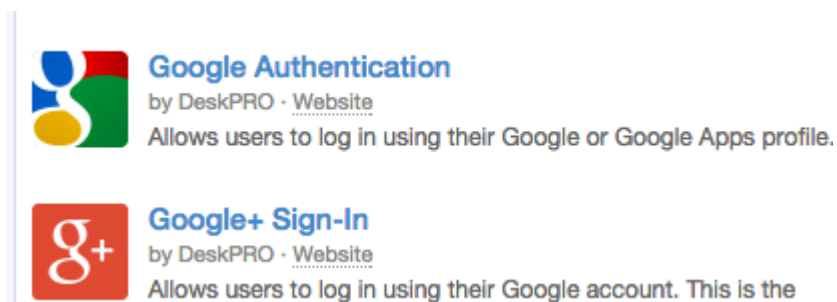 Google Authentication
by DeskPRO · Website
Allows users to log in using their Google or Google Apps profile.
g+
Google+ Sign-In
by DeskPRO · Website
Allows users to log in using their Google account. This is the